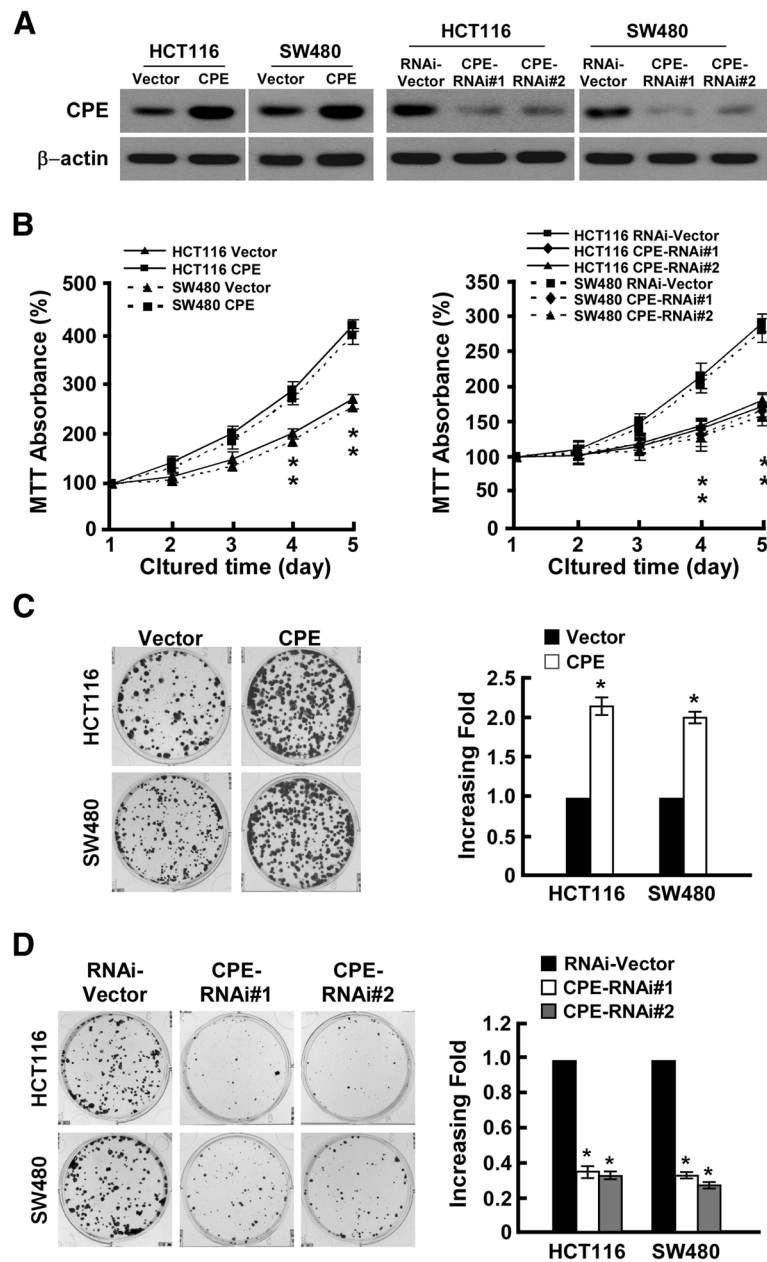 A
HCT116 SW480 HCT116 SW480
Vector CPE Vector CPE RNAi-Vector CPE-RNAi#1 CPE-RNAi#2 RNAi-Vector CPE-RNAi#1 CPE-RNAi#2
CPE
β–actin
B
HCT116 Vector
HCT116 CPE
SW480 Vector
SW480 CPE
MTT Absorbance (%)
500
400
300
200
100
0
1 2 3 4 5
Cltured time (day)
* *
* *
HCT116 RNAi-Vector
HCT116 CPE-RNAi#1
HCT116 CPE-RNAi#2
SW480 RNAi-Vector
SW480 CPE-RNAi#1
SW480 CPE-RNAi#2
MTT Absorbance (%)
350
300
250
200
150
100
50
0
1 2 3 4 5
Cltured time (day)
* *
* *
C
Vector CPE
HCT116
SW480
Vector
CPE
Increasing Fold
2.5
2.0
1.5
1.0
0.5
0
* *
HCT116 SW480
D
RNAi-Vector CPE-RNAi#1 CPE-RNAi#2
HCT116
SW480
RNAi-Vector
CPE-RNAi#1
CPE-RNAi#2
Increasing Fold
1.2
1.0
0.8
0.6
0.4
0.2
0
* * * *
HCT116 SW480